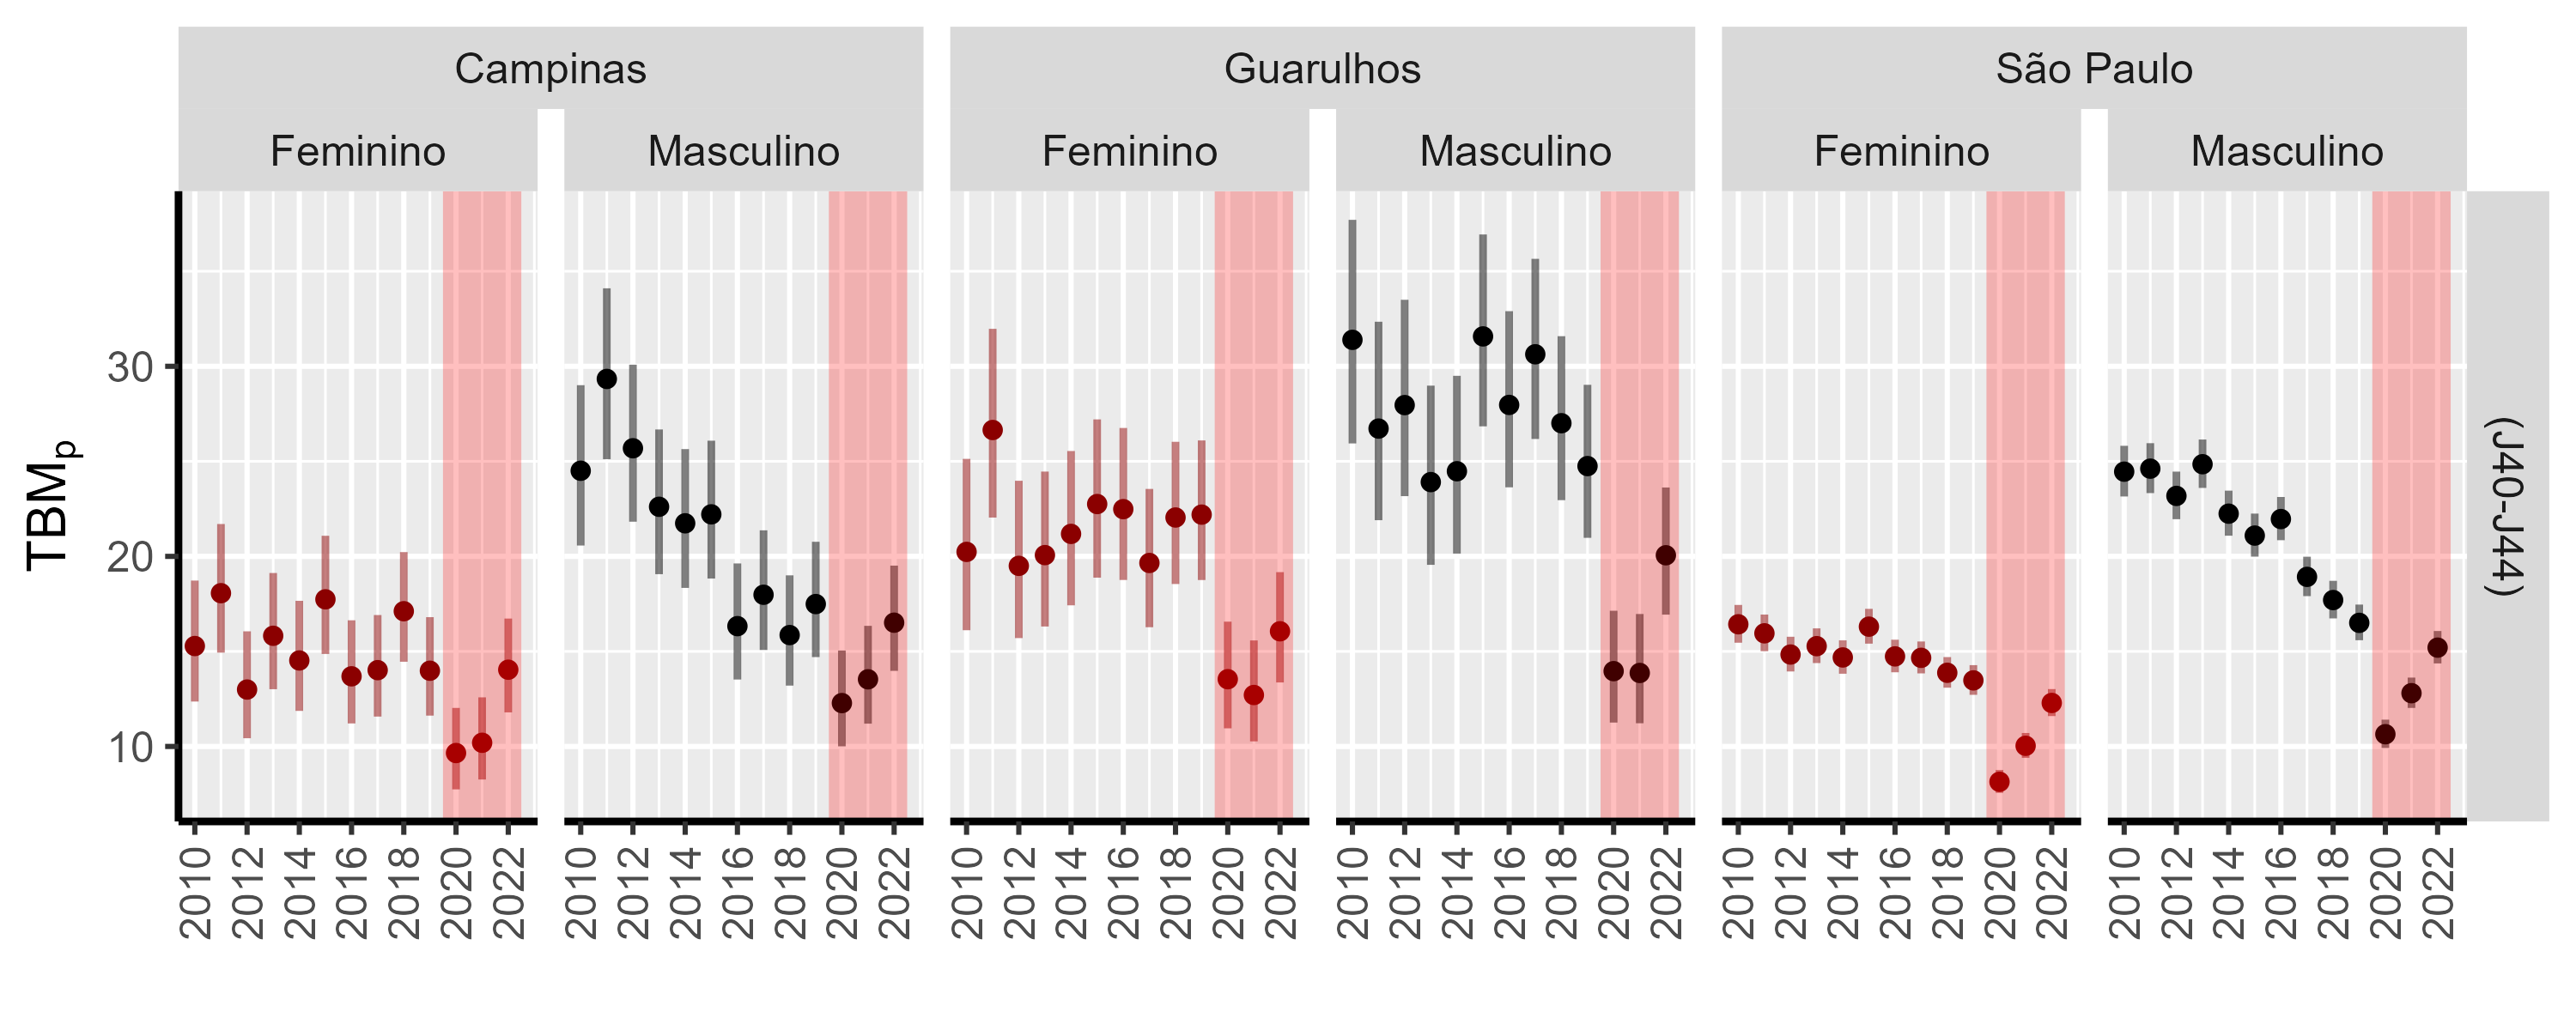 Campinas Guarulhos São Paulo
Feminino Masculino Feminino Masculino Feminino Masculino
TBMp
30
20
10
(J40-J44)
2010 2012 2014 2016 2018 2020 2022 2010 2012 2014 2016 2018 2020 2022 2010 2012 2014 2016 2018 2020 2022 2010 2012 2014 2016 2018 2020 2022 2010 2012 2014 2016 2018 2020 2022 2010 2012 2014 2016 2018 2020 2022